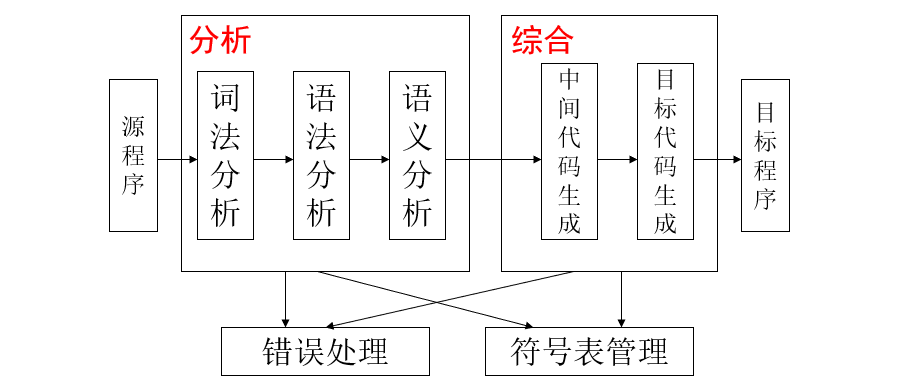 分析
综合
源程序
词法分析
语法分析
语义分析
中间代码生成
目标代码生成
目标程序
错误处理
符号表管理